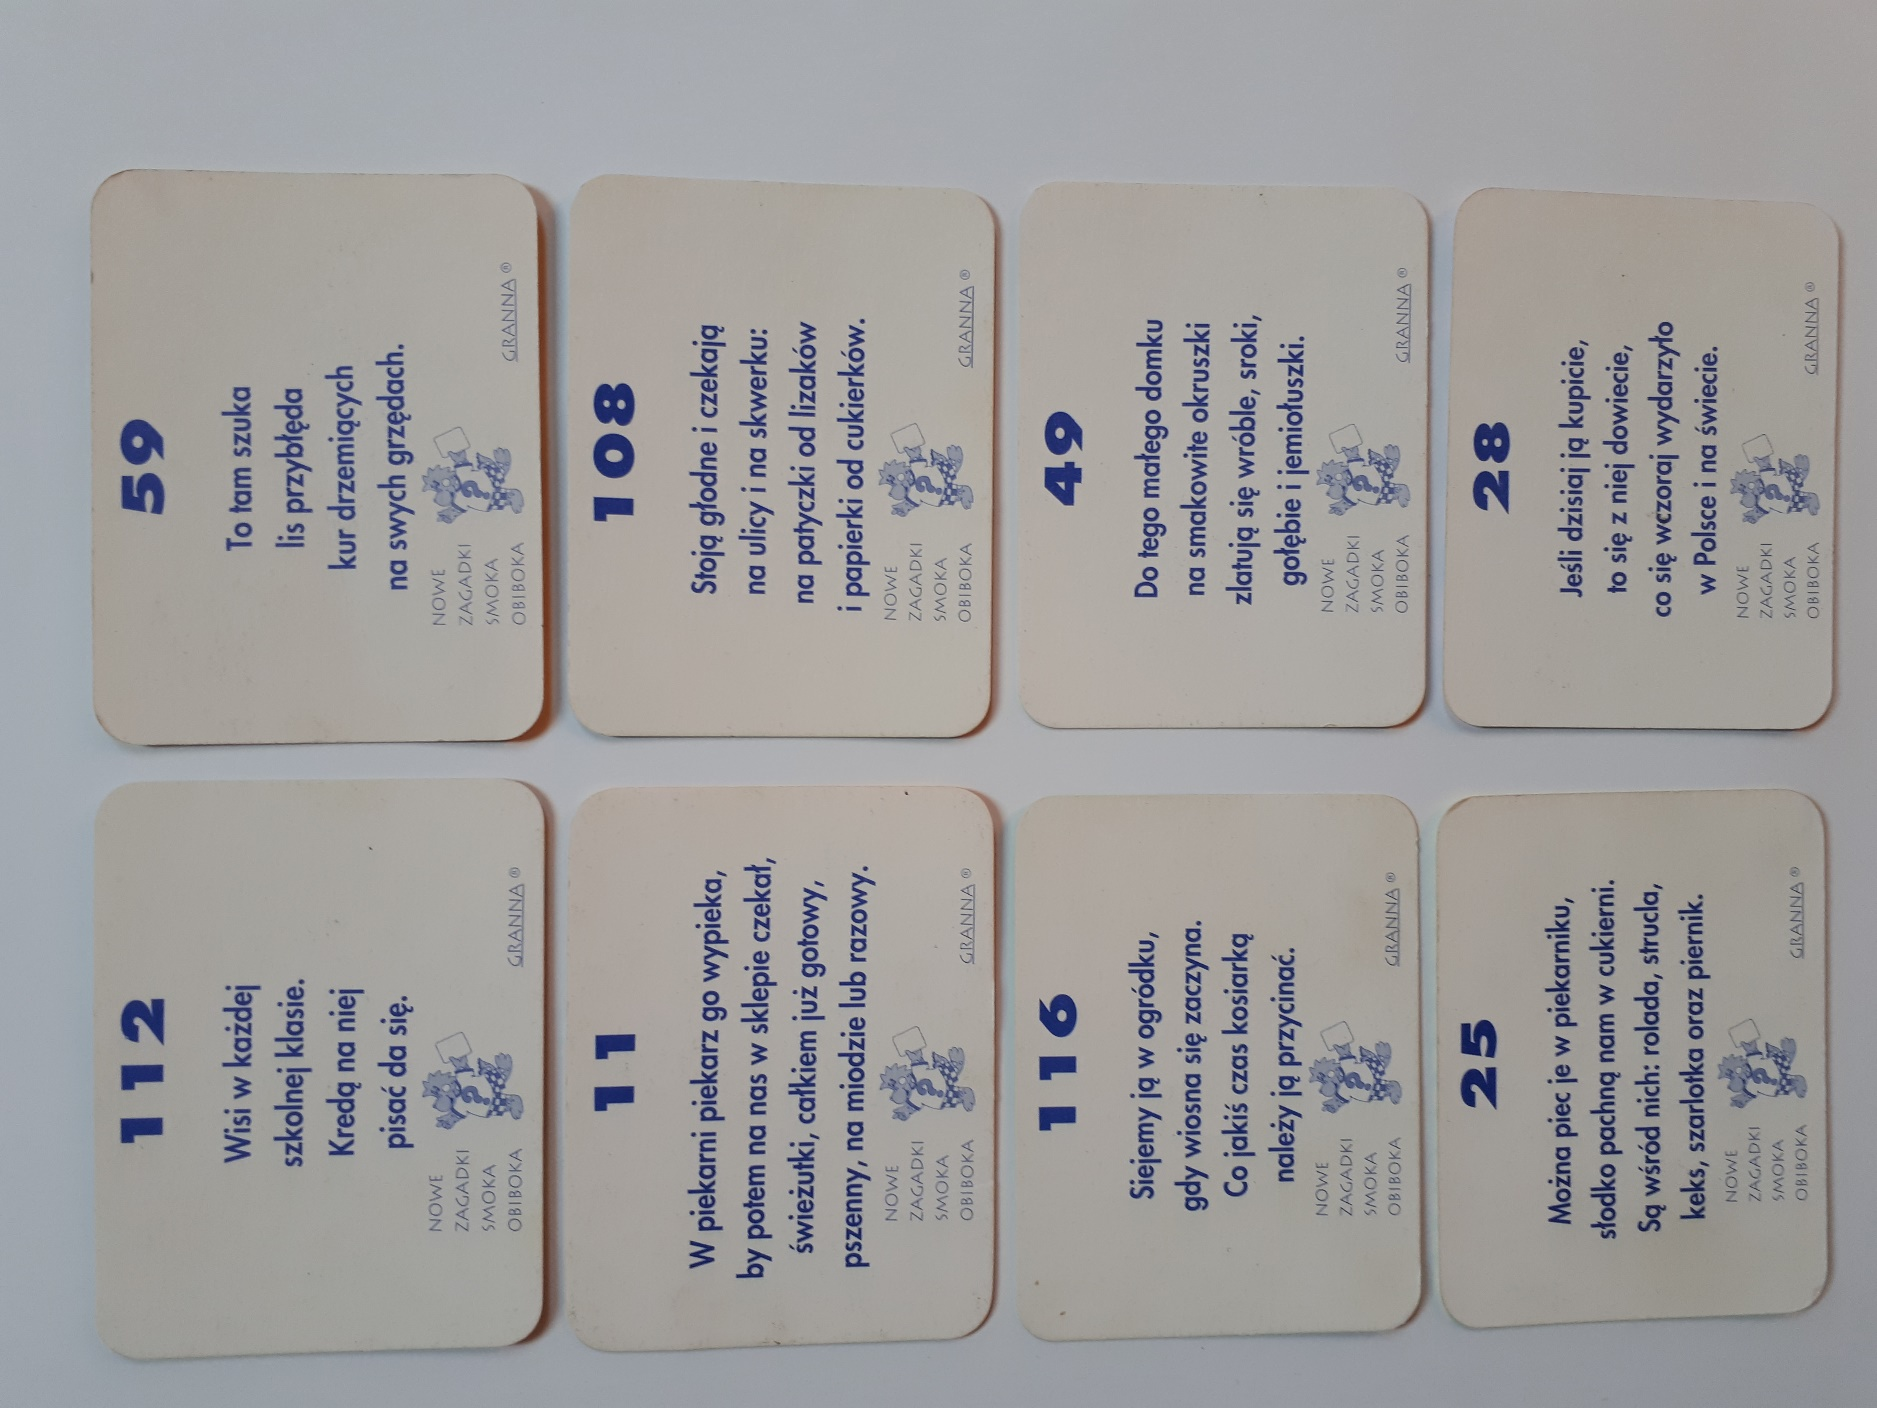 112
Wisi w każdej
szkolnej klasie.
Kredą na niej
pisać da się.
NOWE
ZAGADKI
SMOKA
OBIBOKA
?
GRANNA®
59
To tam szuka
lis przybłęda
kur drzemiących
na swych grzędach.
NOWE
ZAGADKI
SMOKA
OBIBOKA
?
GRANNA®
11
W piekarni piekarz go wypieka,
by potem na nas w sklepie czekał,
świeżutki, całkiem już gotowy,
pszenny, na miodzie lub razowy.
NOWE
ZAGADKI
SMOKA
OBIBOKA
?
GRANNA®
108
Stoją głodne i czekają
na ulicy i na skwerku:
na patyczki od lizaków
i papierki od cukierków.
NOWE
ZAGADKI
SMOKA
OBIBOKA
?
GRANNA®
116
Siejemy ją w ogródku,
gdy wiosna się zaczyna.
Co jakiś czas kosiarką
należy ją przycinać.
NOWE
ZAGADKI
SMOKA
OBIBOKA
?
GRANNA®
49
Do tego małego domku
na smakowite okruszki
zlatują się wróble, sroki,
gołębie i jemiołuszki.
NOWE
ZAGADKI
SMOKA
OBIBOKA
?
GRANNA®
25
Można piec je w piekarniku,
słodko pachną nam w cukierni.
Są wśród nich: rolada, strucla,
keks, szarlotka oraz piernik.
NOWE
ZAGADKI
SMOKA
OBIBOKA
?
GRANNA®
28
Jeśli dzisiaj ją kupicie,
to się z niej dowiecie,
co się wczoraj wydarzyło
w Polsce i na świecie.
NOWE
ZAGADKI
SMOKA
OBIBOKA
?
GRANNA®